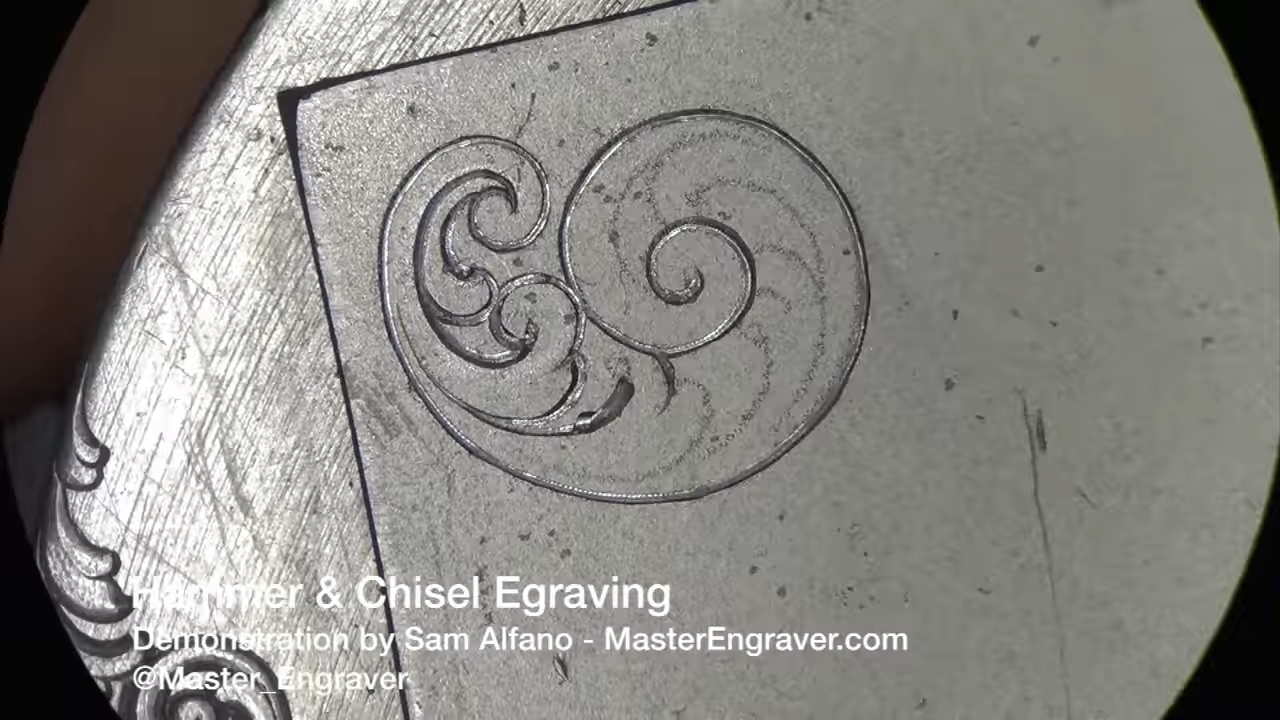 Hammer & Chisel Egraving
Demonstration by Sam Alfano - MasterEngraver.com
@Master_Engraver